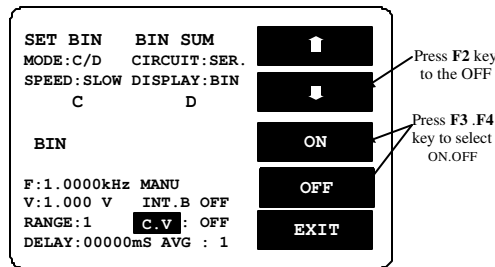 SET BIN BIN SUM
MODE:C/D CIRCUIT:SER.
SPEED:SLOW DISPLAY:BIN
C D
BIN
F:1.0000kHz MANU
V:1.000 V INT.B OFF
RANGE:1 C.V : OFF
DELAY:00000mS AVG : 1
ON
OFF
EXIT
Press F2 key
to the OFF
Press F3 .F4
key to select
ON.OFF